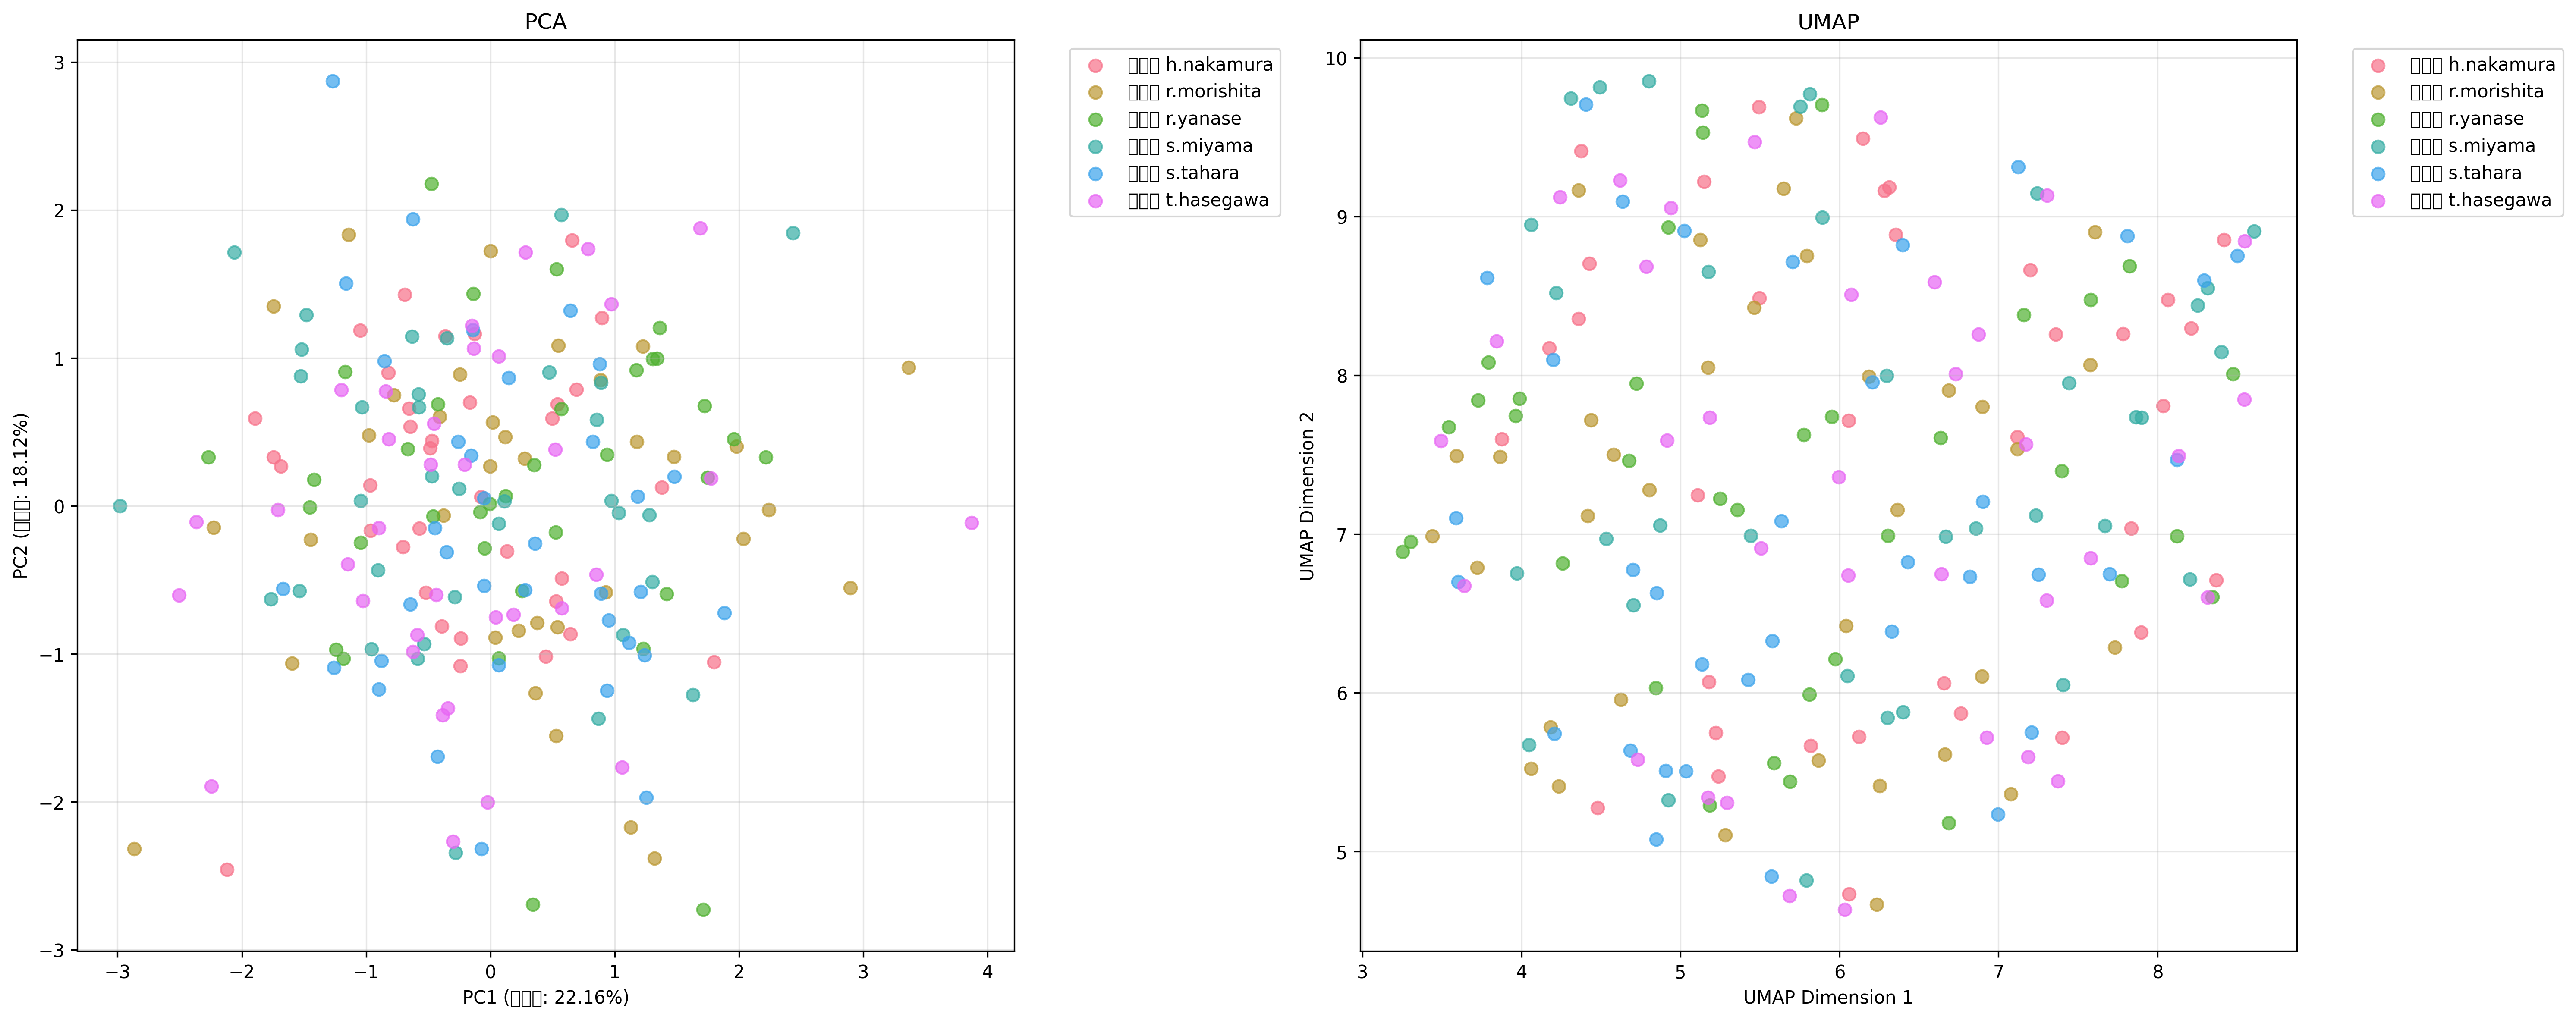 PCA
3
2
1
0
−1
−2
−3
PC2 (□□□: 18.12%)
−3 −2 −1 0 1 2 3 4
PC1 (□□□: 22.16%)
□□□ h.nakamura
□□□ r.morishita
□□□ r.yanase
□□□ s.miyama
□□□ s.tahara
□□□ t.hasegawa
UMAP
10
9
8
7
6
5
UMAP Dimension 2
3 4 5 6 7 8
UMAP Dimension 1
□□□ h.nakamura
□□□ r.morishita
□□□ r.yanase
□□□ s.miyama
□□□ s.tahara
□□□ t.hasegawa